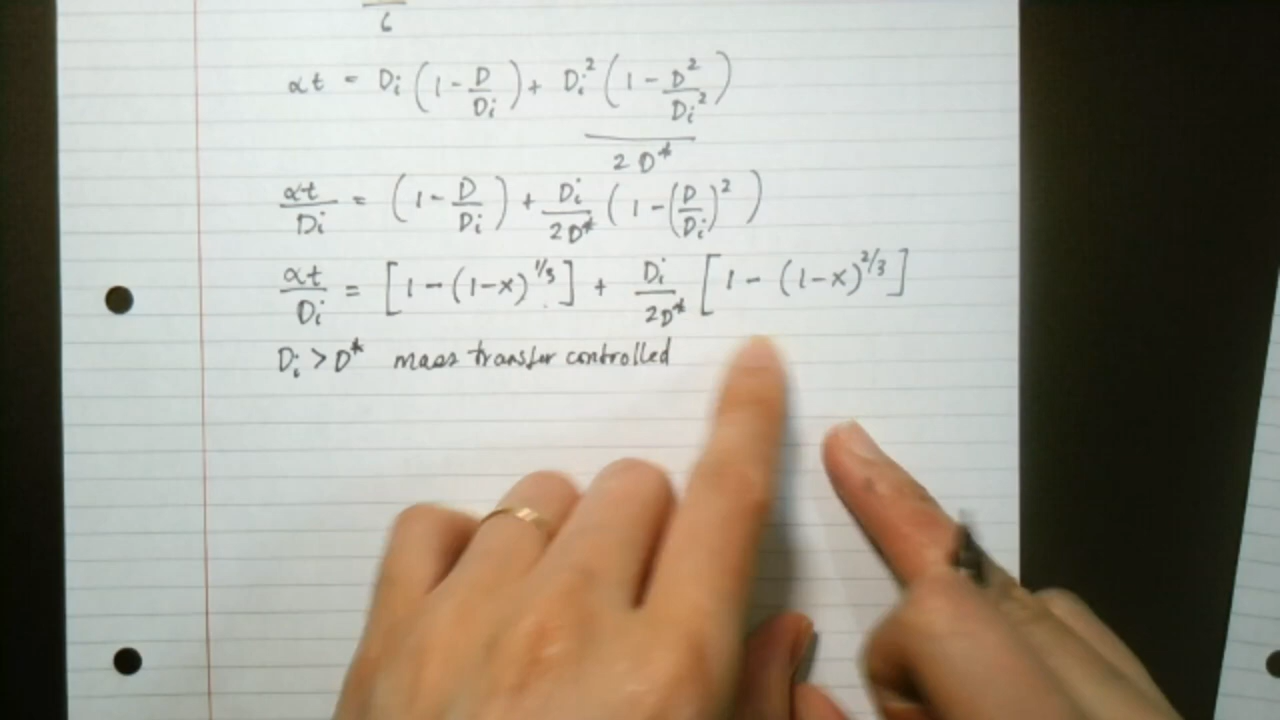 6
αt = Di (1 - D/Di) + Di² (1 - D²/Di²) / 2D*
αt/Di = (1 - D/Di) + Di/2D* (1 - (D/Di)²)
αt/Di = [1 - (1-x)^1/3] + Di/2D* [1 - (1-x)^2/3]
Di > D* mass transfer controlled